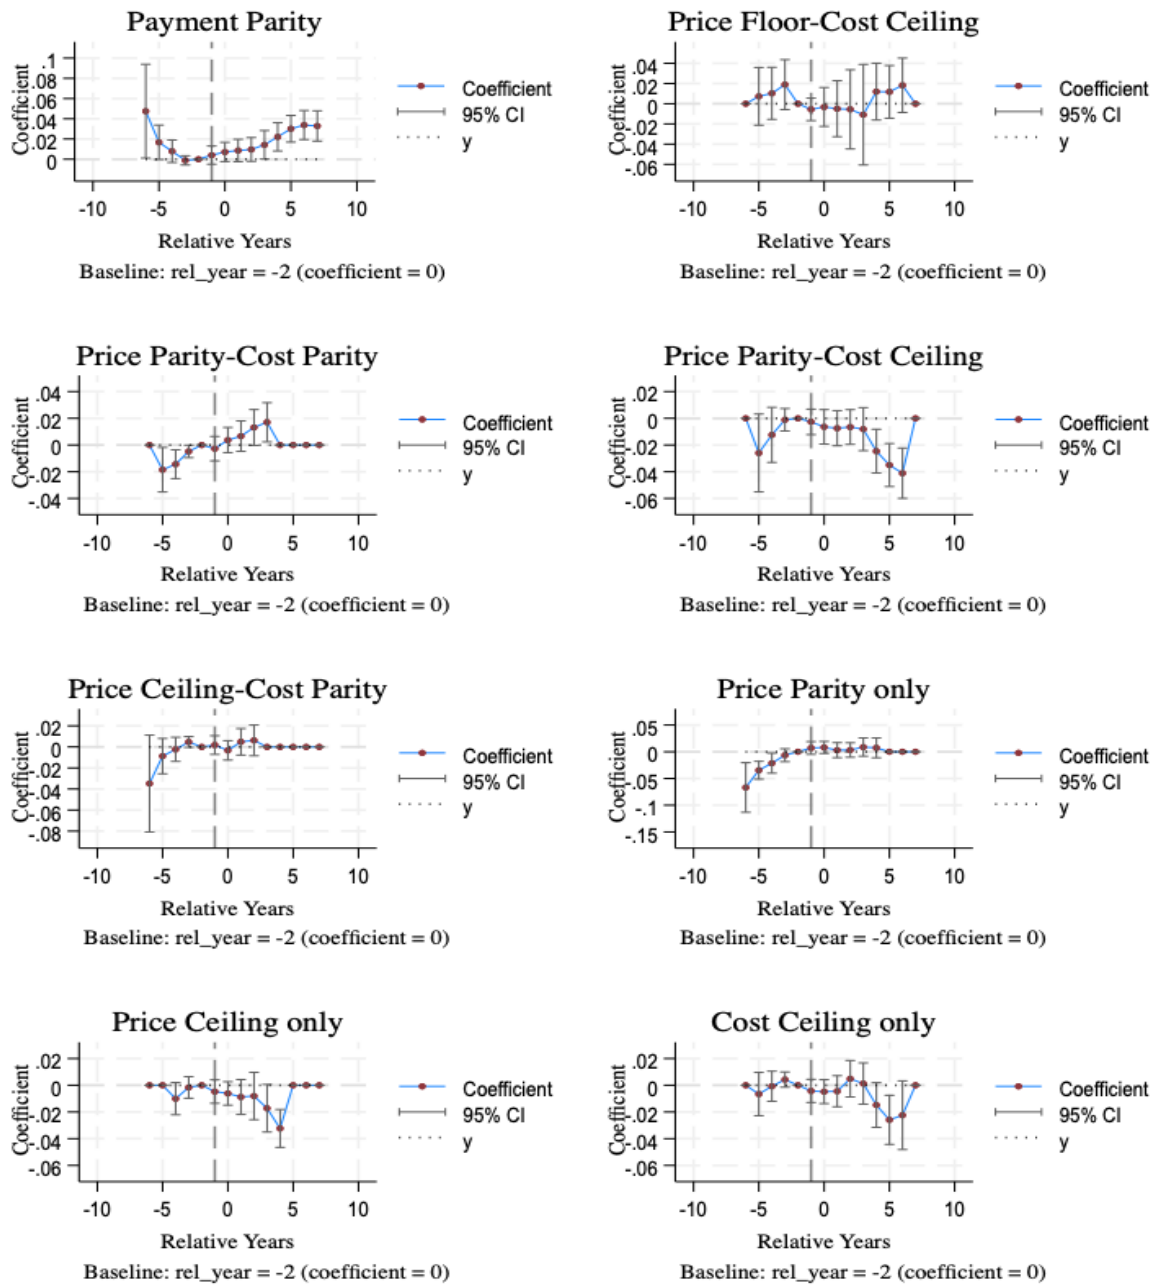 Payment Parity
Coefficient
.1
.08
.06
.04
.02
0
-10 -5 0 5 10
Relative Years
Baseline: rel_year = -2 (coefficient = 0)
Coefficient
95% CI
y
Price Floor-Cost Ceiling
Coefficient
.04
.02
0
-.02
-.04
-.06
-10 -5 0 5 10
Relative Years
Baseline: rel_year = -2 (coefficient = 0)
Coefficient
95% CI
y
Price Parity-Cost Parity
Coefficient
.04
.02
0
-.02
-.04
-10 -5 0 5 10
Relative Years
Baseline: rel_year = -2 (coefficient = 0)
Coefficient
95% CI
y
Price Parity-Cost Ceiling
Coefficient
.02
0
-.02
-.04
-.06
-10 -5 0 5 10
Relative Years
Baseline: rel_year = -2 (coefficient = 0)
Coefficient
95% CI
y
Price Ceiling-Cost Parity
Coefficient
.02
0
-.02
-.04
-.06
-.08
-10 -5 0 5 10
Relative Years
Baseline: rel_year = -2 (coefficient = 0)
Coefficient
95% CI
y
Price Parity only
Coefficient
.05
0
-.05
-.1
-.15
-10 -5 0 5 10
Relative Years
Baseline: rel_year = -2 (coefficient = 0)
Coefficient
95% CI
y
Price Ceiling only
Coefficient
.02
0
-.02
-.04
-.06
-10 -5 0 5 10
Relative Years
Baseline: rel_year = -2 (coefficient = 0)
Coefficient
95% CI
y
Cost Ceiling only
Coefficient
.02
0
-.02
-.04
-.06
-10 -5 0 5 10
Relative Years
Baseline: rel_year = -2 (coefficient = 0)
Coefficient
95% CI
y